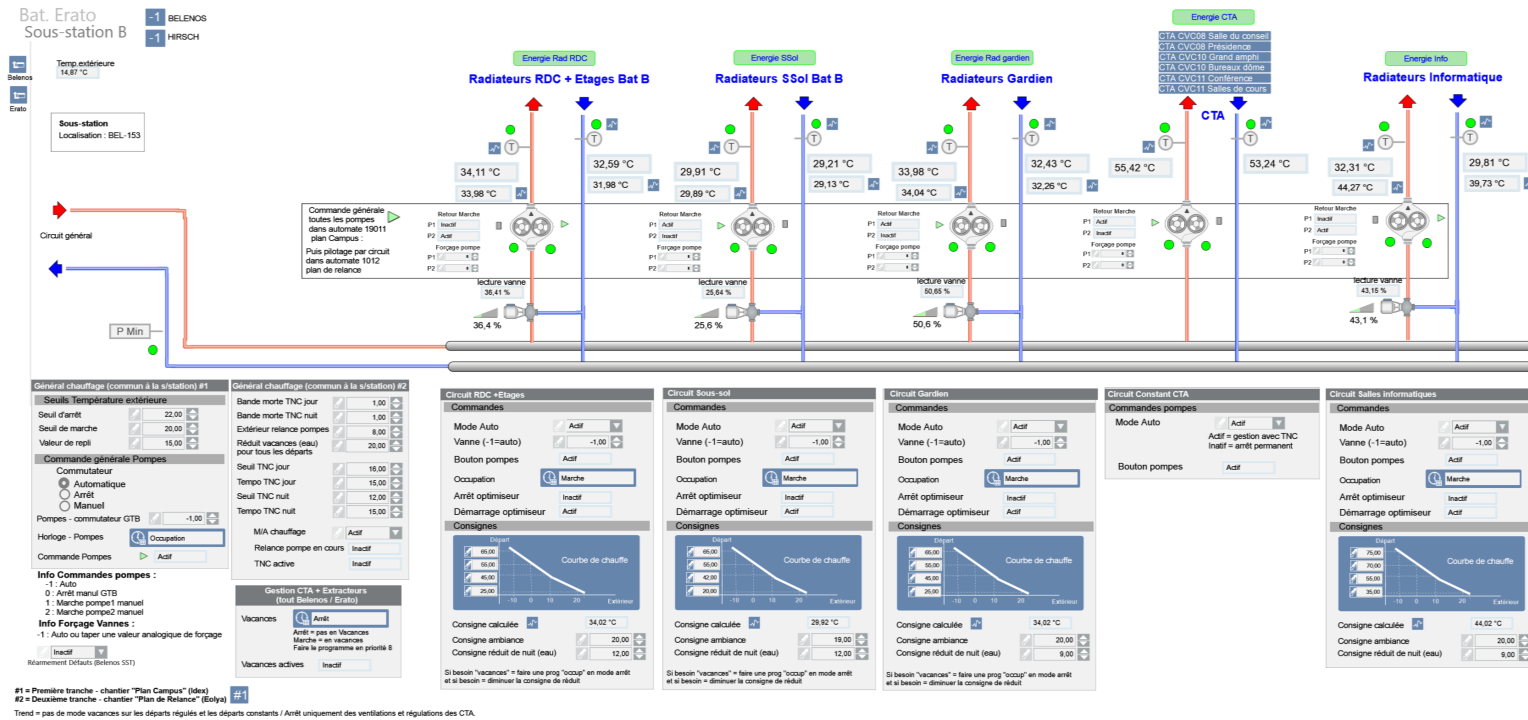 Bat. Erato
Sous-station B
-1 BELENOS
-1 HIRSCH
Belenos
Erato
Temp.extérieure
14,87 °C
Sous-station
Localisation : BEL-153
Circuit général
P Min
Commande générale
toutes les pompes
dans automate 19011
plan Campus :
Puis pilotage par circuit
dans automate 1012
plan de relance
Energie Rad RDC
Radiateurs RDC + Etages Bat B
T
T
34,11 °C
33,98 °C
32,59 °C
31,98 °C
Retour Marche
P1 Inactif
P2 Actif
Forçage pompe
P1
P2
lecture vanne
36,41 %
36,4 %
Energie SSol
Radiateurs SSol Bat B
T
T
29,91 °C
29,89 °C
29,21 °C
29,13 °C
Retour Marche
P1 Actif
P2 Inactif
Forçage pompe
P1
P2
lecture vanne
25,64 %
25,6 %
Energie Rad gardien
Radiateurs Gardien
T
T
33,98 °C
34,04 °C
32,43 °C
32,26 °C
Retour Marche
P1 Actif
P2 Inactif
Forçage pompe
P1
P2
lecture vanne
50,65 %
50,6 %
Energie CTA
CTA CVC08 Salle du conseil
CTA CVC08 Présidence
CTA CVC10 Grand amphi
CTA CVC10 Bureaux dôme
CTA CVC11 Conférence
CTA CVC11 Salles de cours
CTA
T
T
55,42 °C
53,24 °C
Retour Marche
P1 Actif
P2 Inactif
Forçage pompe
P1
P2
Energie Info
Radiateurs Informatique
T
T
32,31 °C
44,27 °C
29,81 °C
39,73 °C
Retour Marche
P1 Inactif
P2 Actif
Forçage pompe
P1
P2
lecture vanne
43,15 %
43,1 %
Général chauffage (commun à la s/station) #1
Seuils Température extérieure
Seuil d'arrêt 22,00
Seuil de marche 20,00
Valeur de repli 15,00
Commande générale Pompes
Commutateur
Automatique
Arrêt
Manuel
Pompes - commutateur GTB -1,00
Horloge - Pompes Occupation
Commande Pompes Actif
Info Commandes pompes :
-1 : Auto
0 : Arrêt manul GTB
1 : Marche pompe1 manuel
2 : Marche pompe2 manuel
Info Forçage Vannes :
-1 : Auto ou taper une valeur analogique de forçage
Inactif
Réarmement Défauts (Belenos SST)
Général chauffage (commun à la s/station) #2
Bande morte TNC jour 1,00
Bande morte TNC nuit 1,00
Extérieur relance pompes 8,00
Réduit vacances (eau)
pour tous les départs 20,00
Seuil TNC jour 16,00
Tempo TNC jour 15,00
Seuil TNC nuit 12,00
Tempo TNC nuit 15,00
M/A chauffage Actif
Relance pompe en cours Inactif
TNC active Inactif
Gestion CTA + Extracteurs
(tout Belenos / Erato)
Vacances Arrêt
Arrêt = pas en Vacances
Marche = en vacances
Faire le programme en priorité 8
Vacances actives Inactif
Circuit RDC +Etages
Commandes
Mode Auto Actif
Vanne (-1=auto) -1,00
Bouton pompes Actif
Occupation Marche
Arrêt optimiseur Inactif
Démarrage optimiseur Actif
Consignes
Départ
65,00
55,00
45,00
25,00
Courbe de chauffe
-10 0 10 20 Extérieur
Consigne calculée 34,02 °C
Consigne ambiance 20,00
Consigne réduit de nuit (eau) 12,00
Si besoin "vacances" = faire une prog "occup" en mode arrêt
et si besoin = diminuer la consigne de réduit
Circuit Sous-sol
Commandes
Mode Auto Actif
Vanne (-1=auto) -1,00
Bouton pompes Actif
Occupation Marche
Arrêt optimiseur Inactif
Démarrage optimiseur Actif
Consignes
Départ
65,00
55,00
42,00
20,00
Courbe de chauffe
-10 0 10 20 Extérieur
Consigne calculée 29,92 °C
Consigne ambiance 19,00
Consigne réduit de nuit (eau) 12,00
Si besoin "vacances" = faire une prog "occup" en mode arrêt
et si besoin = diminuer la consigne de réduit
Circuit Gardien
Commandes
Mode Auto Actif
Vanne (-1=auto) -1,00
Bouton pompes Actif
Occupation Marche
Arrêt optimiseur Inactif
Démarrage optimiseur Actif
Consignes
Départ
65,00
55,00
45,00
25,00
Courbe de chauffe
-10 0 10 20 Extérieur
Consigne calculée 34,02 °C
Consigne ambiance 20,00
Consigne réduit de nuit (eau) 9,00
Si besoin "vacances" = faire une prog "occup" en mode arrêt
et si besoin = diminuer la consigne de réduit
Circuit Constant CTA
Commandes pompes
Mode Auto Actif
Actif = gestion avec TNC
Inatif = arrêt permanent
Bouton pompes Actif
Circuit Salles informatiques
Commandes
Mode Auto Actif
Vanne (-1=auto) -1,00
Bouton pompes Actif
Occupation Marche
Arrêt optimiseur Inactif
Démarrage optimiseur Actif
Consignes
Départ
75,00
70,00
55,00
35,00
Courbe de chauffe
-10 0 10 20 Extérieur
Consigne calculée 44,02 °C
Consigne ambiance 20,00
Consigne réduit de nuit (eau) 9,00
#1 = Première tranche - chantier "Plan Campus" (Idex)
#2 = Deuxième tranche - chantier "Plan de Relance" (Eolya)
#1
Trend = pas de mode vacances sur les départs régulés et les départs constants / Arrêt uniquement des ventilations et régulations des CTA.